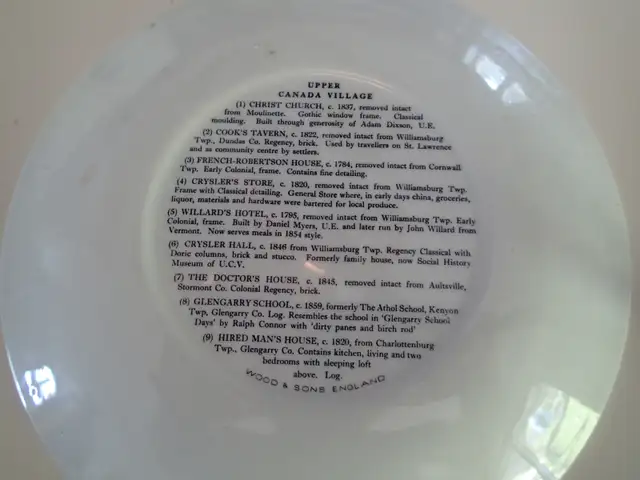 UPPER
CANADA VILLAGE
(1) CHRIST CHURCH, c. 1837, removed intact
from Moulinette. Gothic window frame. Classical
moulding. Built through generosity of Adam Dixson, U.E.
(2) COOK'S TAVERN, c. 1822, removed intact from Williamsburg
Twp., Dundas Co. Regency, brick. Used by travellers on St. Lawrence
and as community centre by settlers.
(3) FRENCH-ROBERTSON HOUSE, c. 1784, removed intact from Cornwall
Twp. Early Colonial, frame. Contains fine detailing.
(4) CRYSLER'S STORE, c. 1820, removed intact from Williamsburg Twp.
Frame with Classical detailing. General Store where, in early days china, groceries,
liquor, materials and hardware were bartered for local produce.
(5) WILLARD'S HOTEL, c. 1795, removed intact from Williamsburg Twp. Early
Colonial, frame. Built by Daniel Myers, U.E. and later run by John Willard from
Vermont. Now serves meals in 1854 style.
(6) CRYSLER HALL, c. 1846 from Williamsburg Twp. Regency Classical with
Doric columns, brick and stucco. Formerly family house, now Social History
Museum of U.C.V.
(7) THE DOCTOR'S HOUSE, c. 1845, removed intact from Aultsville,
Stormont Co. Colonial Regency, brick.
(8) GLENGARRY SCHOOL, c. 1859, formerly The Athol School, Kenyon
Twp, Glengarry Co. Log. Resembles the school in 'Glengarry School
Days' by Ralph Connor with 'dirty panes and birch rod'
(9) HIRED MAN'S HOUSE, c. 1820, from Charlottenburg
Twp., Glengarry Co. Contains kitchen, living and two
bedrooms with sleeping loft
above. Log.
WOOD & SONS ENGLAND